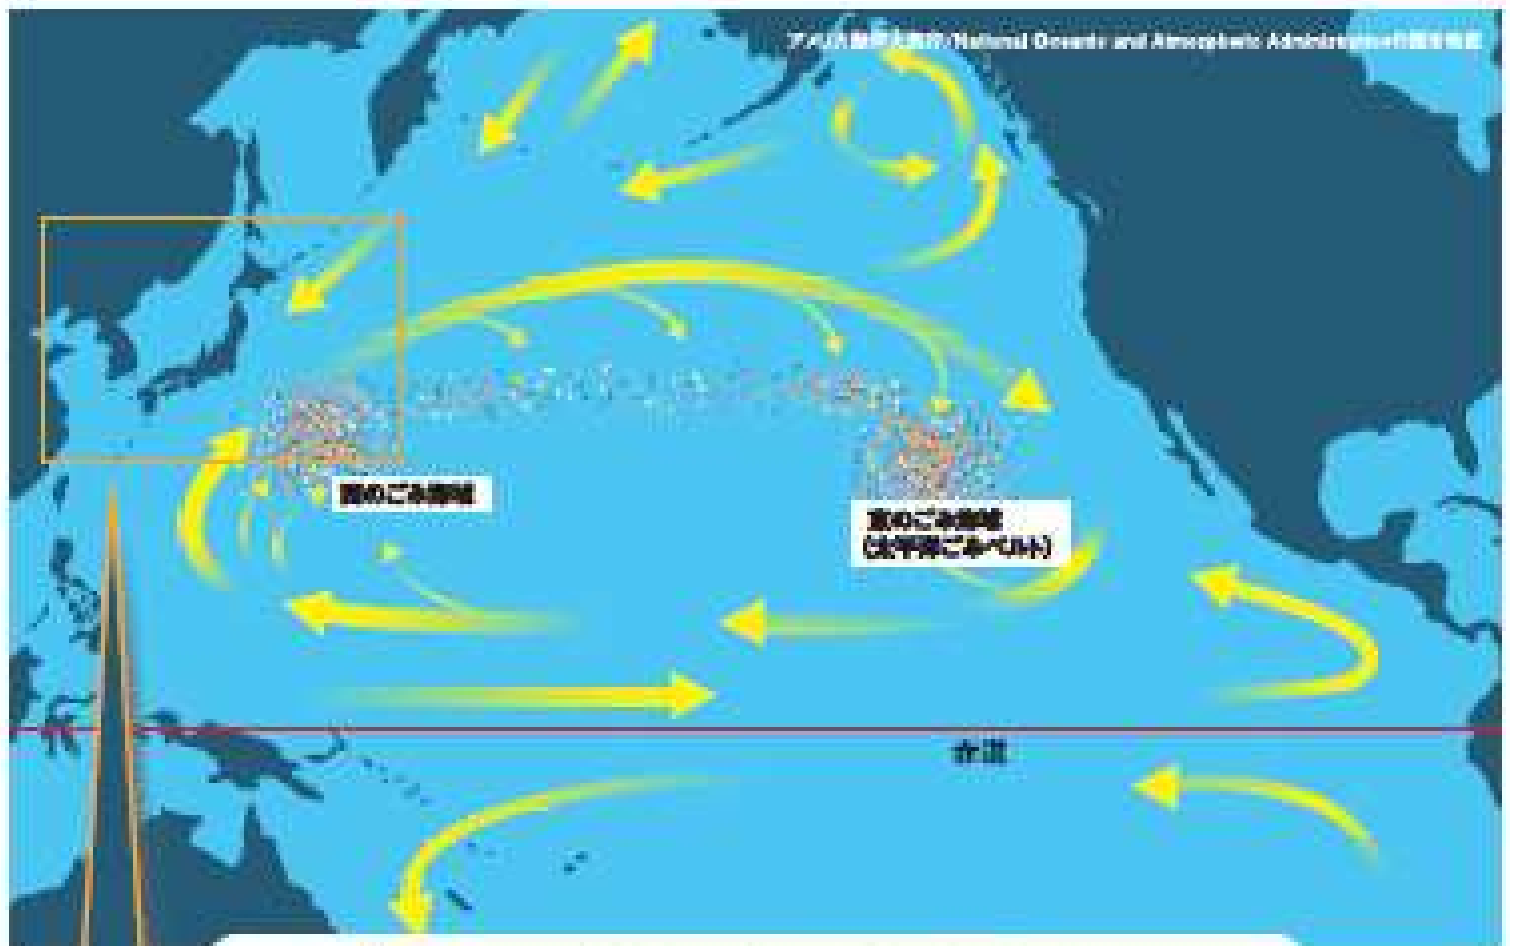 アメリカ海洋大気庁/National Oceanic and Atmospheric Administration
西のごみ海域
東のごみ海域
(太平洋ごみベルト)
赤道